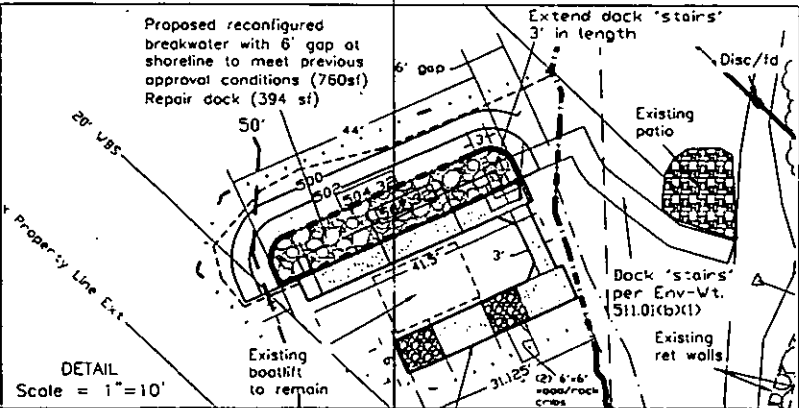 Proposed reconfigured
breakwater with 6' gap at
shoreline to meet previous
approval conditions (760sf)
Repair dock (394 sf)
Extend dock 'stairs'
3' in length
6' gap
Disc/fd
Existing
patio
20' WBS
50'
44'
3'
500
502
504.32
41.5'
3'
Property Line Ext
Dock 'stairs'
per Env-Wt.
511.01(b)(1)
Existing
ret walls
DETAIL
Scale = 1"=10'
Existing
boatlift
to remain
6'
31.125'
(2) 6'x6'
wood/rock
cribs